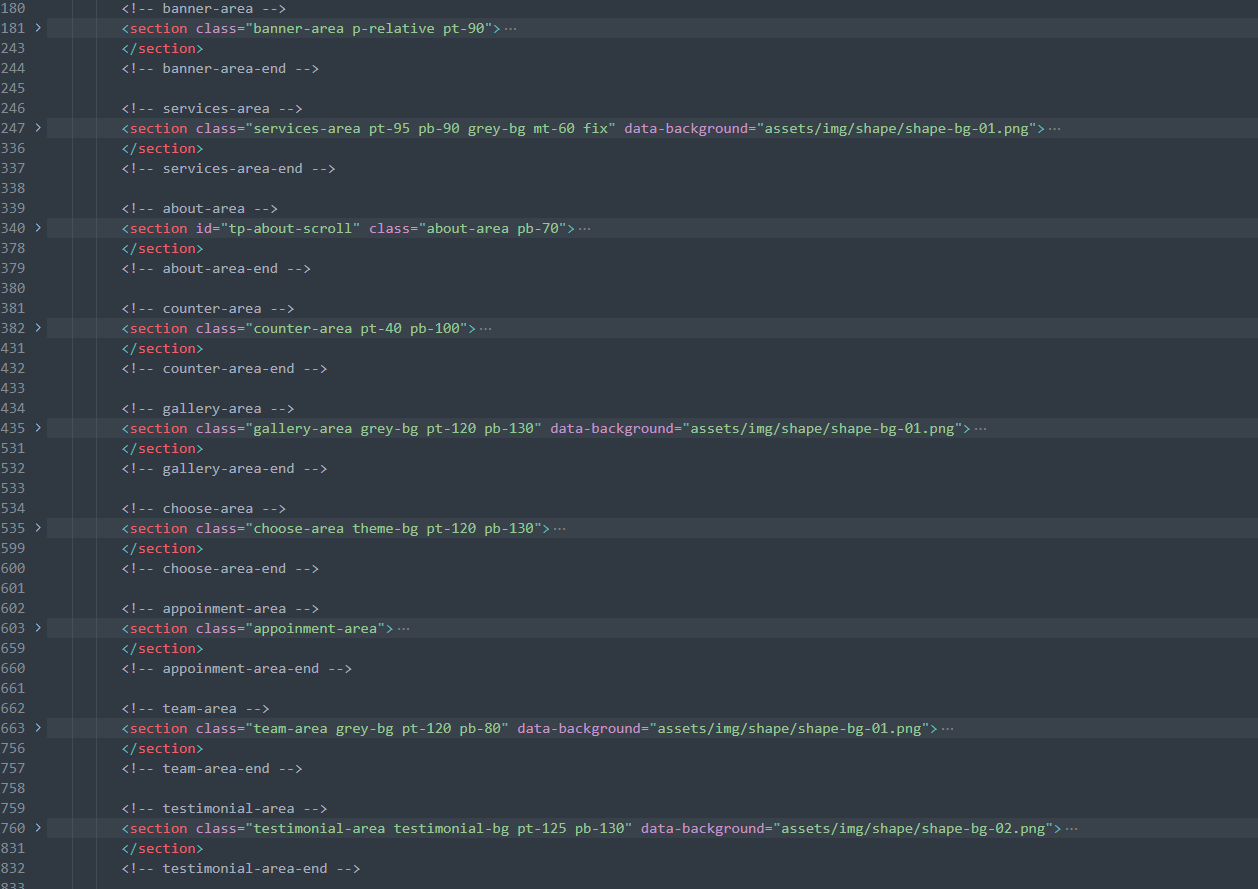 180 <!-- banner-area -->
181 > <section class="banner-area p-relative pt-90"> ···
243 </section>
244 <!-- banner-area-end -->
245
246 <!-- services-area -->
247 > <section class="services-area pt-95 pb-90 grey-bg mt-60 fix" data-background="assets/img/shape/shape-bg-01.png"> ···
336 </section>
337 <!-- services-area-end -->
338
339 <!-- about-area -->
340 > <section id="tp-about-scroll" class="about-area pb-70"> ···
378 </section>
379 <!-- about-area-end -->
380
381 <!-- counter-area -->
382 > <section class="counter-area pt-40 pb-100"> ···
431 </section>
432 <!-- counter-area-end -->
433
434 <!-- gallery-area -->
435 > <section class="gallery-area grey-bg pt-120 pb-130" data-background="assets/img/shape/shape-bg-01.png"> ···
531 </section>
532 <!-- gallery-area-end -->
533
534 <!-- choose-area -->
535 > <section class="choose-area theme-bg pt-120 pb-130"> ···
599 </section>
600 <!-- choose-area-end -->
601
602 <!-- appoinment-area -->
603 > <section class="appoinment-area"> ···
659 </section>
660 <!-- appoinment-area-end -->
661
662 <!-- team-area -->
663 > <section class="team-area grey-bg pt-120 pb-80" data-background="assets/img/shape/shape-bg-01.png"> ···
756 </section>
757 <!-- team-area-end -->
758
759 <!-- testimonial-area -->
760 > <section class="testimonial-area testimonial-bg pt-125 pb-130" data-background="assets/img/shape/shape-bg-02.png"> ···
831 </section>
832 <!-- testimonial-area-end -->
833